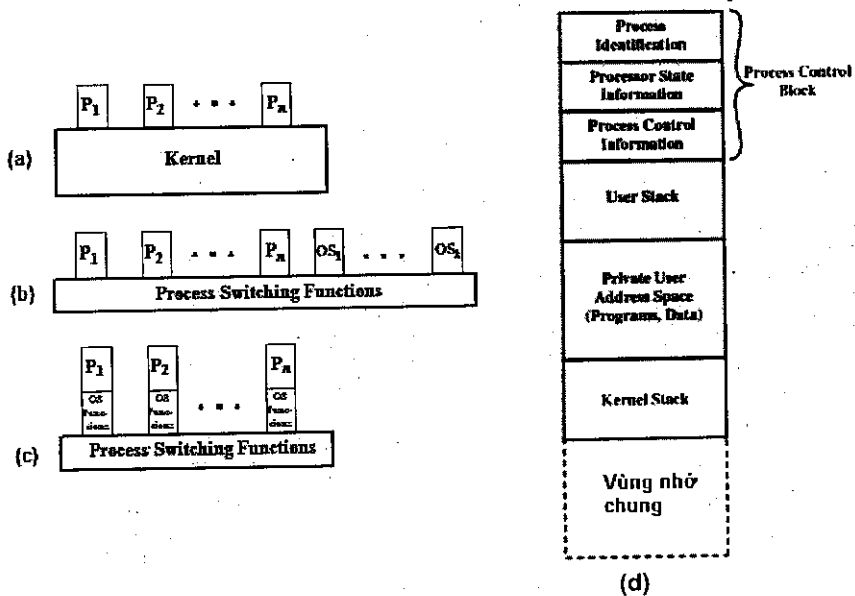 P1 P2 Pn
(a)
Kernel
P1 P2 Pn OS1 OSk
(b)
Process Switching Functions
P1 P2 Pn
OS OS OS
Func- Func- Func-
tions tions tions
(c)
Process Switching Functions
Process
Identification
Processor State
Information
Process Control
Information
Process Control
Block
User Stack
Private User
Address Space
(Programs, Data)
Kernel Stack
Vùng nhớ
chung
(d)